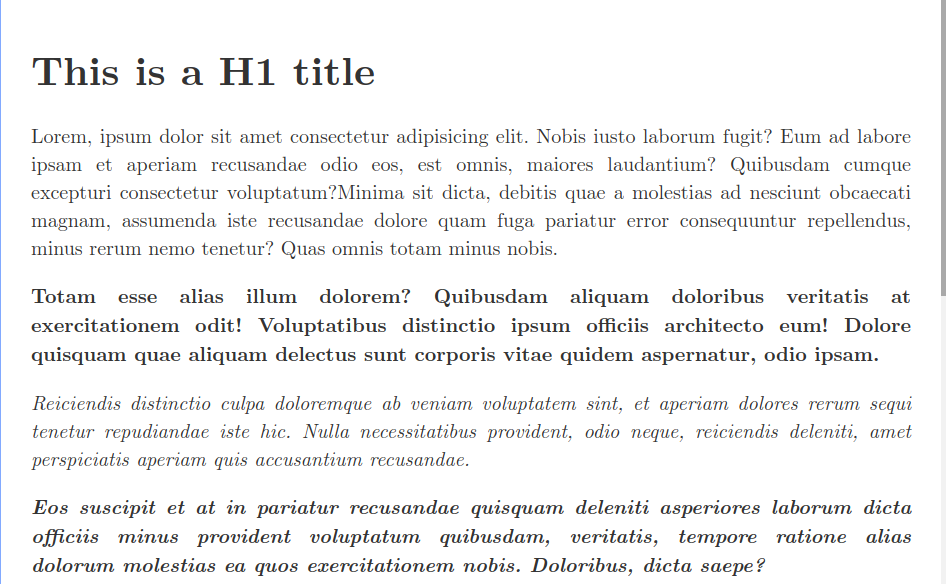 This is a H1 title
Lorem, ipsum dolor sit amet consectetur adipisicing elit. Nobis iusto laborum fugit? Eum ad labore
ipsam et aperiam recusandae odio eos, est omnis, maiores laudantium? Quibusdam cumque
excepturi consectetur voluptatum?Minima sit dicta, debitis quae a molestias ad nesciunt obcaecati
magnam, assumenda iste recusandae dolore quam fuga pariatur error consequuntur repellendus,
minus rerum nemo tenetur? Quas omnis totam minus nobis.
Totam esse alias illum dolorem? Quibusdam aliquam doloribus veritatis at
exercitationem odit! Voluptatibus distinctio ipsum officiis architecto eum! Dolore
quisquam quae aliquam delectus sunt corporis vitae quidem aspernatur, odio ipsam.
Reiciendis distinctio culpa doloremque ab veniam voluptatem sint, et aperiam dolores rerum sequi
tenetur repudiandae iste hic. Nulla necessitatibus provident, odio neque, reiciendis deleniti, amet
perspiciatis aperiam quis accusantium recusandae.
Eos suscipit et at in pariatur recusandae quisquam deleniti asperiores laborum dicta
officiis minus provident voluptatum quibusdam, veritatis, tempore ratione alias
dolorum molestias ea quos exercitationem nobis. Doloribus, dicta saepe?